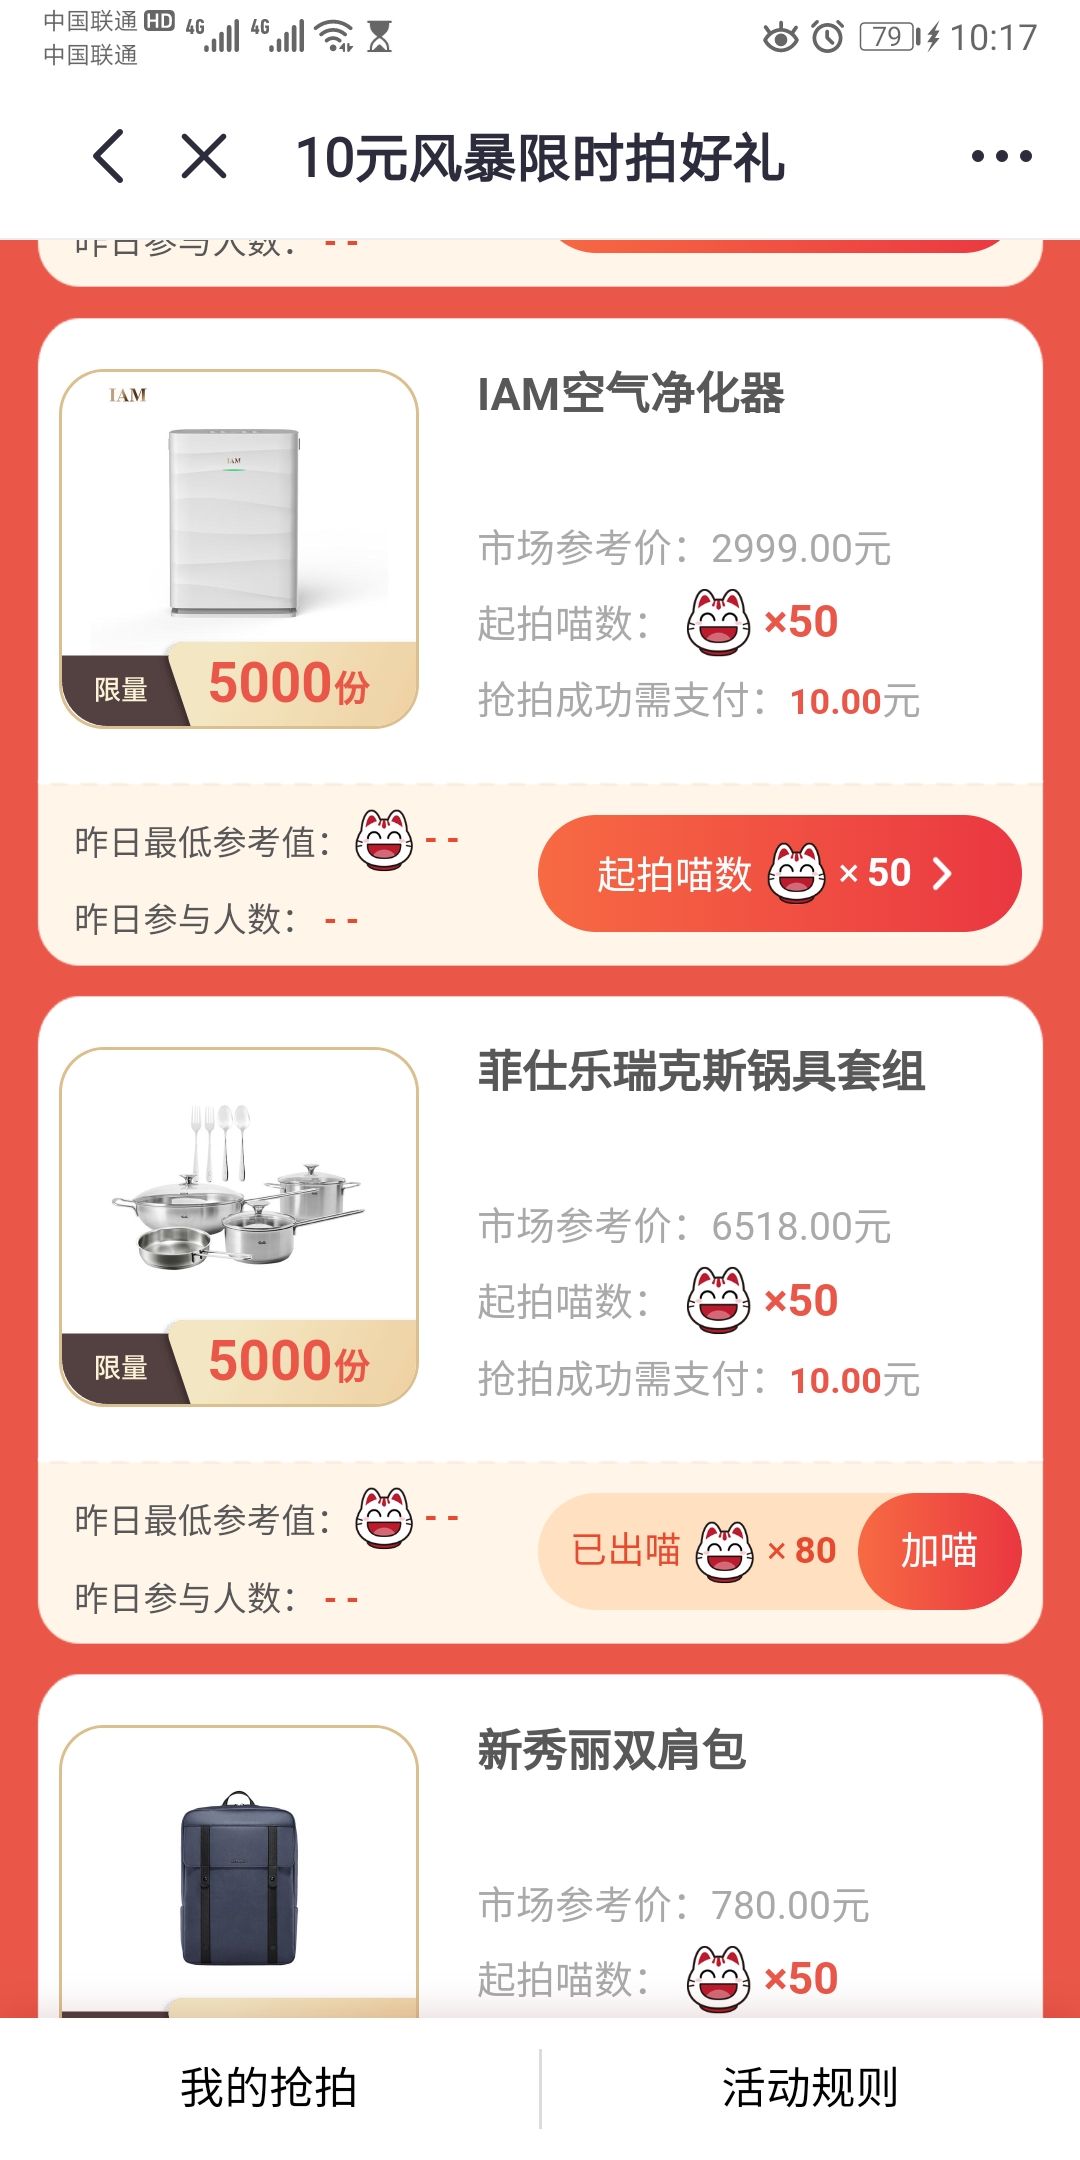 中国联通 HD 4G 4G 79 10:17
中国联通
10元风暴限时拍好礼
昨日参与人数： - -
IAM
IAM
IAM空气净化器
市场参考价：2999.00元
起拍喵数： ×50
抢拍成功需支付：10.00元
限量 5000份
昨日最低参考值： - -
昨日参与人数： - -
起拍喵数 × 50
菲仕乐瑞克斯锅具套组
市场参考价：6518.00元
起拍喵数： ×50
抢拍成功需支付：10.00元
限量 5000份
昨日最低参考值： - -
昨日参与人数： - -
已出喵 × 80 加喵
新秀丽双肩包
市场参考价：780.00元
起拍喵数： ×50
我的抢拍
活动规则